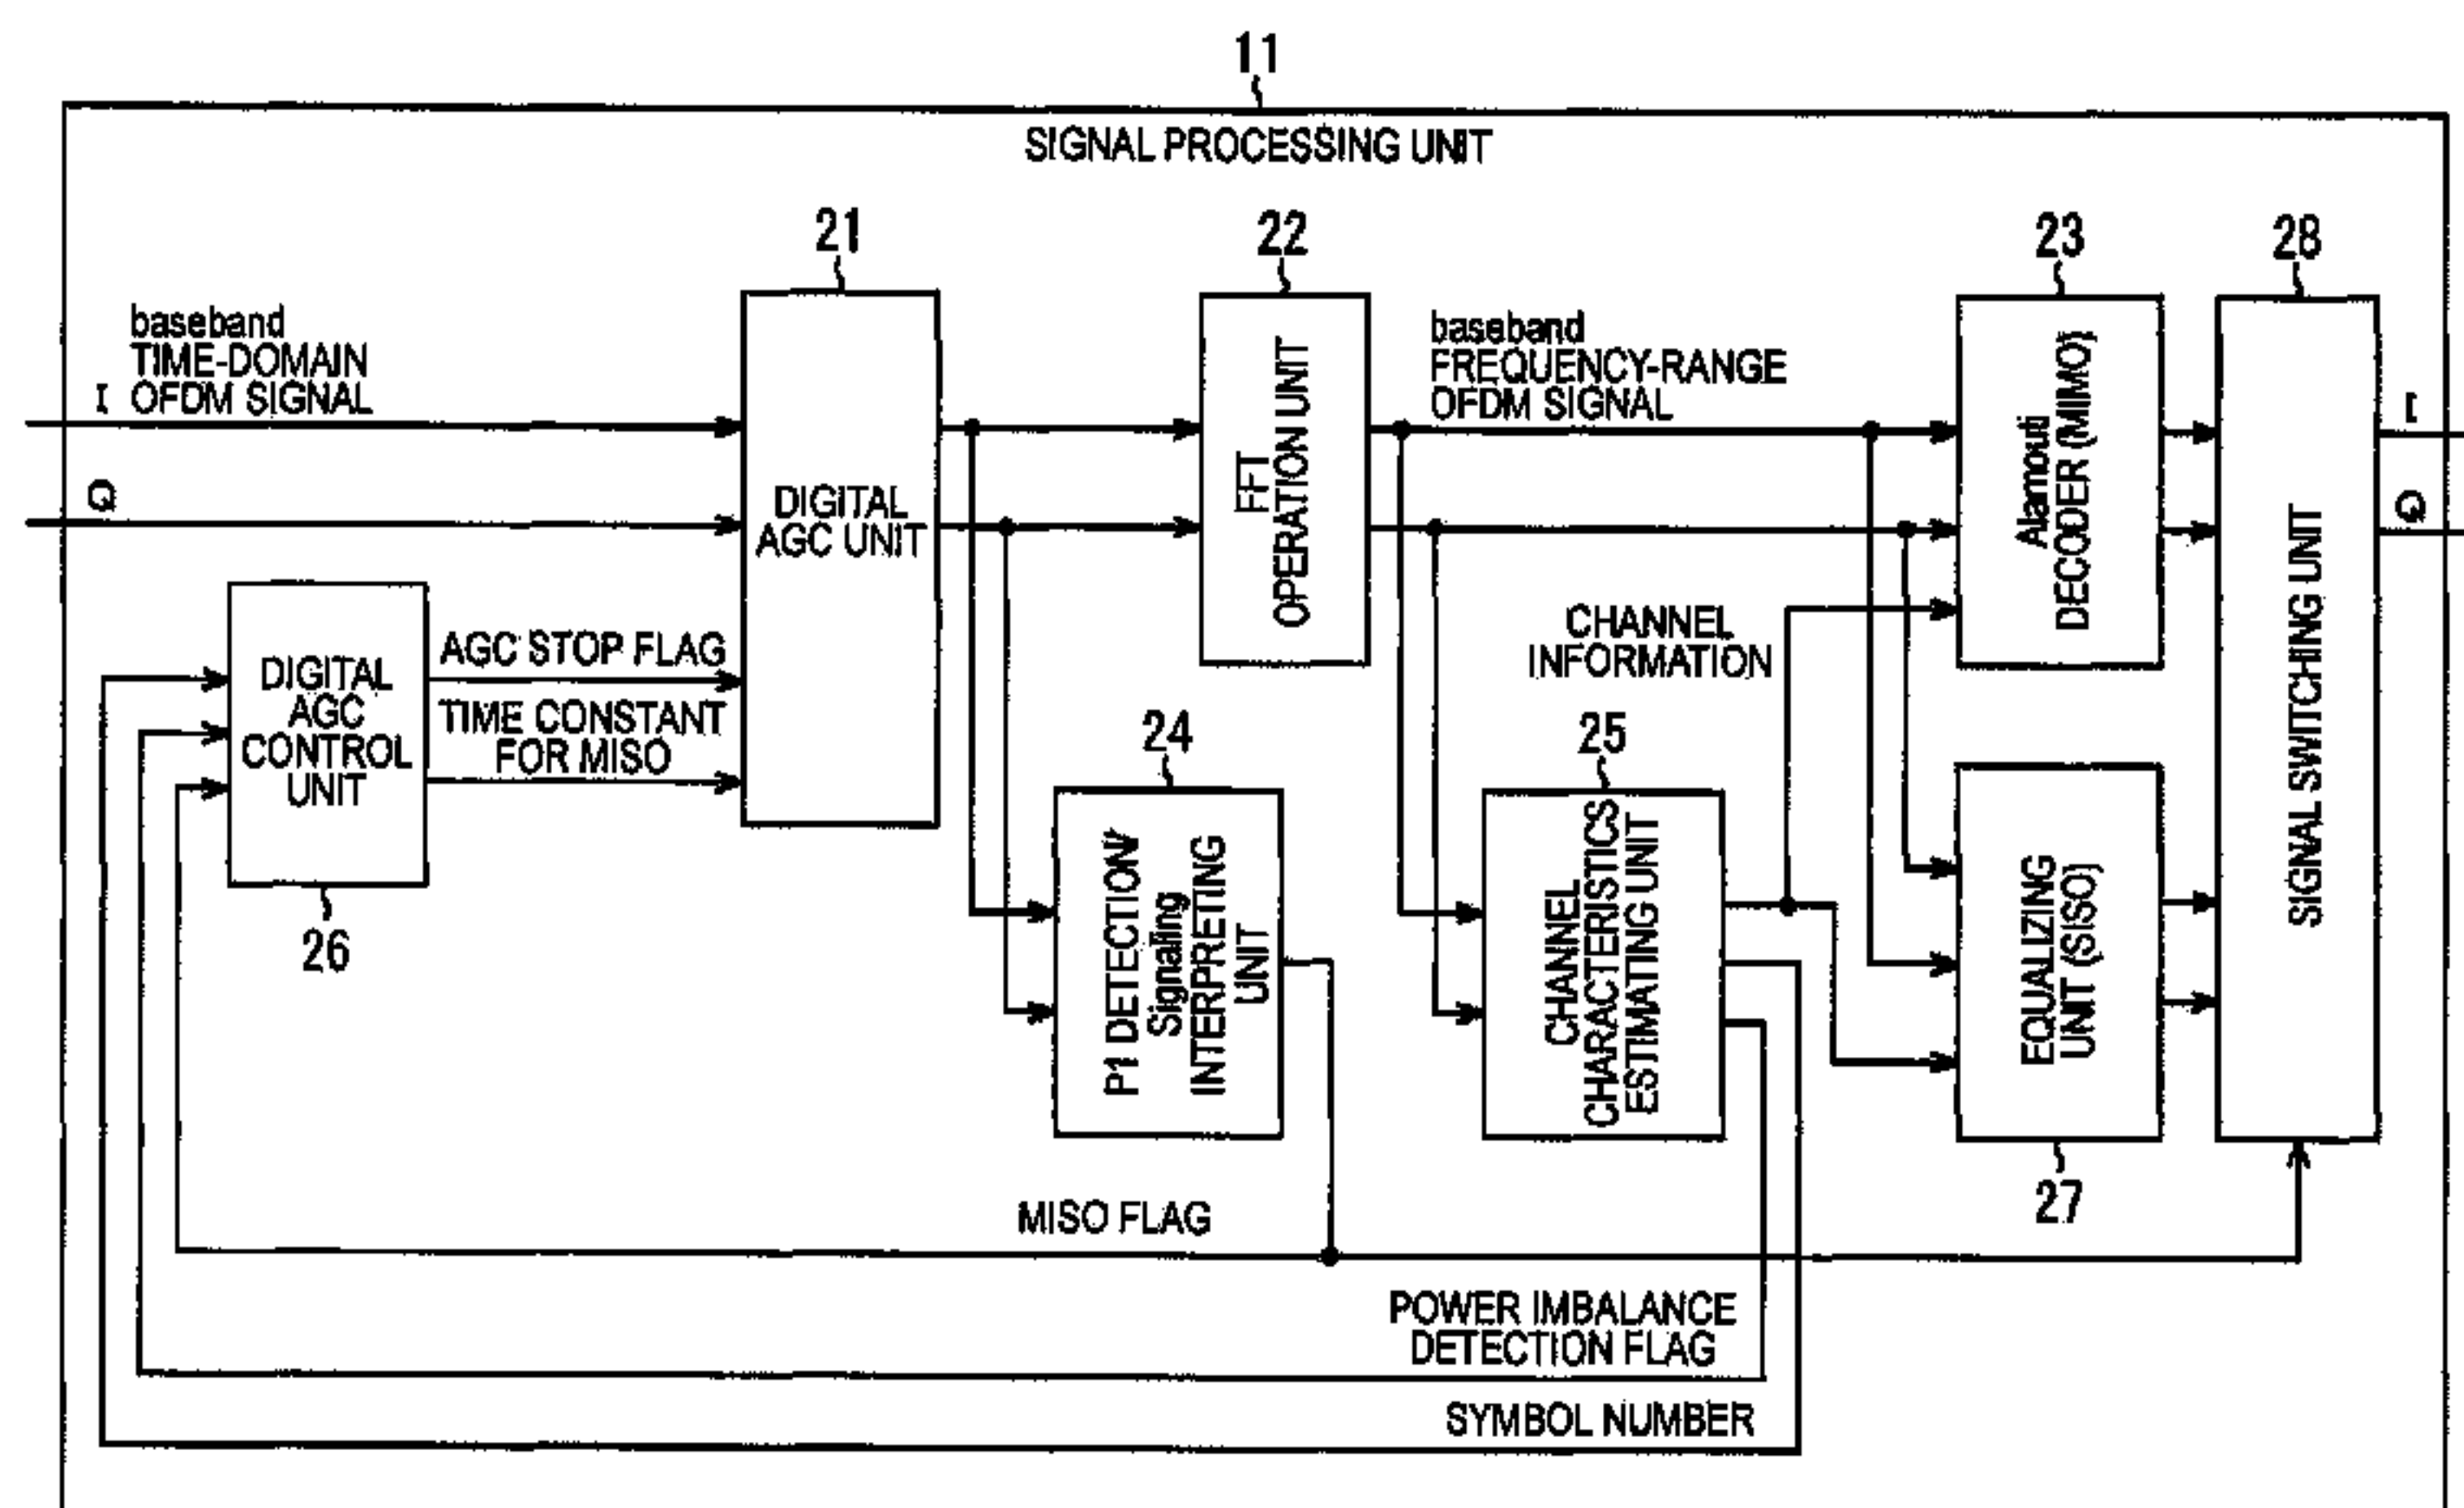 11
SIGNAL PROCESSING UNIT
21
22
23
28
baseband
TIME-DOMAIN
I OFDM SIGNAL
Q
DIGITAL
AGC UNIT
FFT
OPERATION UNIT
baseband
FREQUENCY-RANGE
OFDM SIGNAL
Alamouti
DECODER (MIMO)
SIGNAL SWITCHING UNIT
I
Q
DIGITAL
AGC
CONTROL
UNIT
26
AGC STOP FLAG
TIME CONSTANT
FOR MISO
CHANNEL
INFORMATION
24
P1 DETECTION/
Signaling
INTERPRETING
UNIT
25
CHANNEL
CHARACTERISTICS
ESTIMATING UNIT
EQUALIZING
UNIT (SISO)
27
MISO FLAG
POWER IMBALANCE
DETECTION FLAG
SYMBOL NUMBER